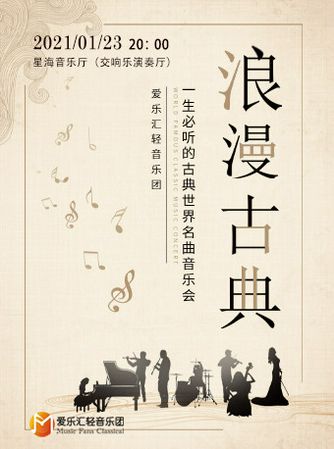 2021/01/23 20：00
星海音乐厅（交响乐演奏厅）
浪漫古典
一生必听的古典世界名曲音乐会
WORLD FAMOUS CLASSIC MUSIC CONCERT
爱乐汇轻音乐团
爱乐汇轻音乐团
Music Fans Classical